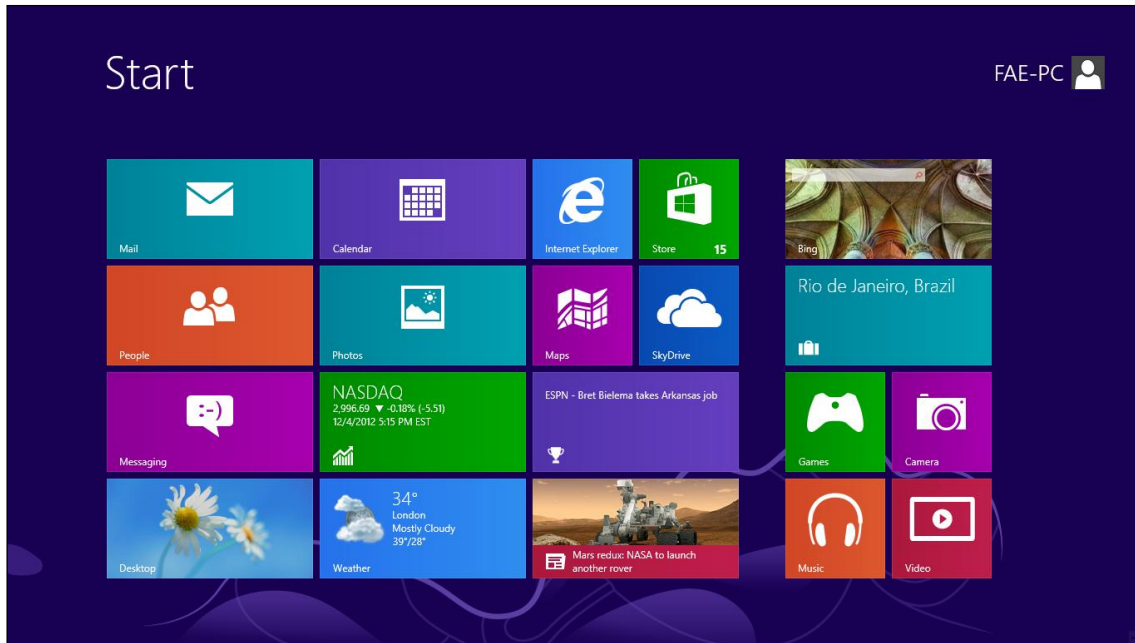 Start
FAE-PC
Mail
Calendar
Internet Explorer
Store
15
Bing
People
Photos
Maps
SkyDrive
Rio de Janeiro, Brazil
Messaging
:-)
NASDAQ
2,996.69 ▼ -0.18% (-5.51)
12/4/2012 5:15 PM EST
ESPN - Bret Bielema takes Arkansas job
Games
Camera
Desktop
34°
London
Mostly Cloudy
39°/28°
Weather
Mars redux: NASA to launch
another rover
Music
Video